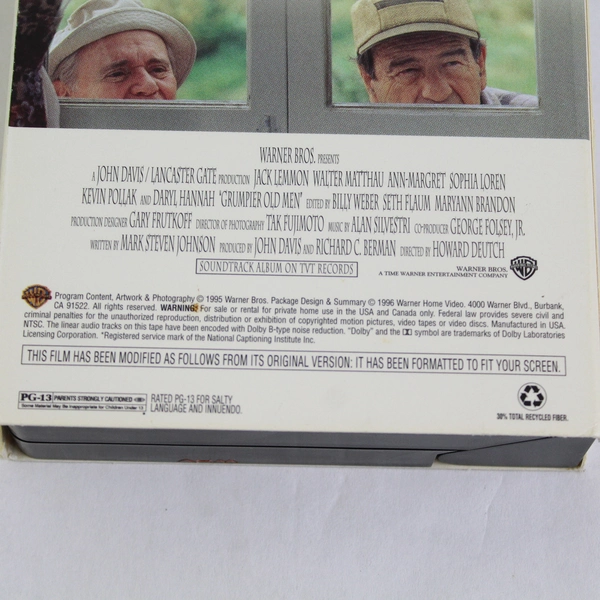 WARNER BROS. PRESENTS
A JOHN DAVIS / LANCASTER GATE PRODUCTION JACK LEMMON WALTER MATTHAU ANN-MARGRET SOPHIA LOREN
KEVIN POLLAK AND DARYL HANNAH "GRUMPIER OLD MEN" EDITED BY BILLY WEBER SETH FLAUM MARYANN BRANDON
PRODUCTION DESIGNER GARY FRUTKOFF DIRECTOR OF PHOTOGRAPHY TAK FUJIMOTO MUSIC BY ALAN SILVESTRI CO-PRODUCER GEORGE FOLSEY, JR.
WRITTEN BY MARK STEVEN JOHNSON PRODUCED BY JOHN DAVIS AND RICHARD C. BERMAN DIRECTED BY HOWARD DEUTCH
SOUNDTRACK ALBUM ON TVT RECORDS
WARNER BROS.
A TIME WARNER ENTERTAINMENT COMPANY
Program Content, Artwork & Photography © 1995 Warner Bros. Package Design & Summary © 1996 Warner Home Video. 4000 Warner Blvd., Burbank,
CA 91522. All rights reserved. WARNING: For sale or rental for private home use in the USA and Canada only. Federal law provides severe civil and
criminal penalties for the unauthorized reproduction, distribution or exhibition of copyrighted motion pictures, video tapes or video discs. Manufactured in USA.
NTSC. The linear audio tracks on this tape have been encoded with Dolby B-type noise reduction. "Dolby" and the symbol are trademarks of Dolby Laboratories
Licensing Corporation. *Registered service mark of the National Captioning Institute Inc.
THIS FILM HAS BEEN MODIFIED AS FOLLOWS FROM ITS ORIGINAL VERSION: IT HAS BEEN FORMATTED TO FIT YOUR SCREEN.
PG-13 PARENTS STRONGLY CAUTIONED
Some Material May Be Inappropriate for Children Under 13
RATED PG-13 FOR SALTY
LANGUAGE AND INNUENDO.
30% TOTAL RECYCLED FIBER.